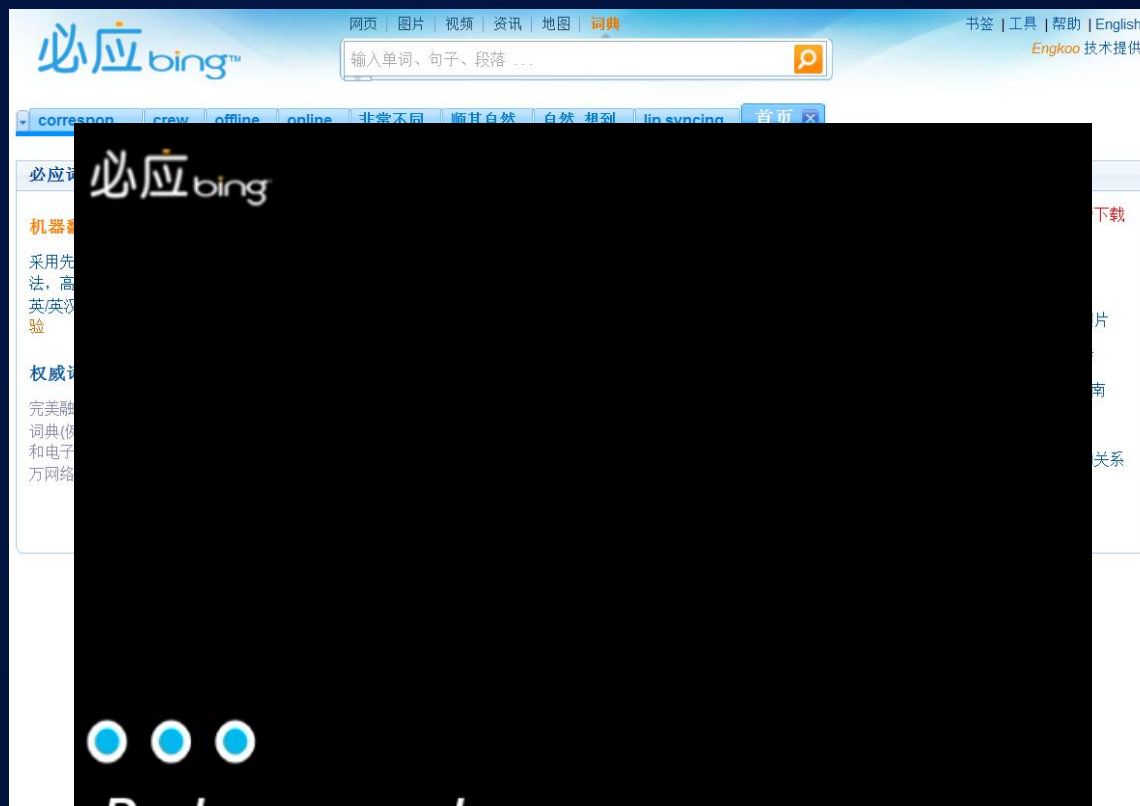 必应bing™
网页 图片 视频 资讯 地图 词典
书签 | 工具 | 帮助 | English
Engkoo 技术提供
输入单词、句子、段落 ...
correspon crew offline online 非常不同 顺其自然 自然 想到 lip syncing 首页
必应
必应bing
机器
下载
采用先
法，高
英/英汉
验
片
权威
南
完美融
词典(例
和电子
万网络
关系